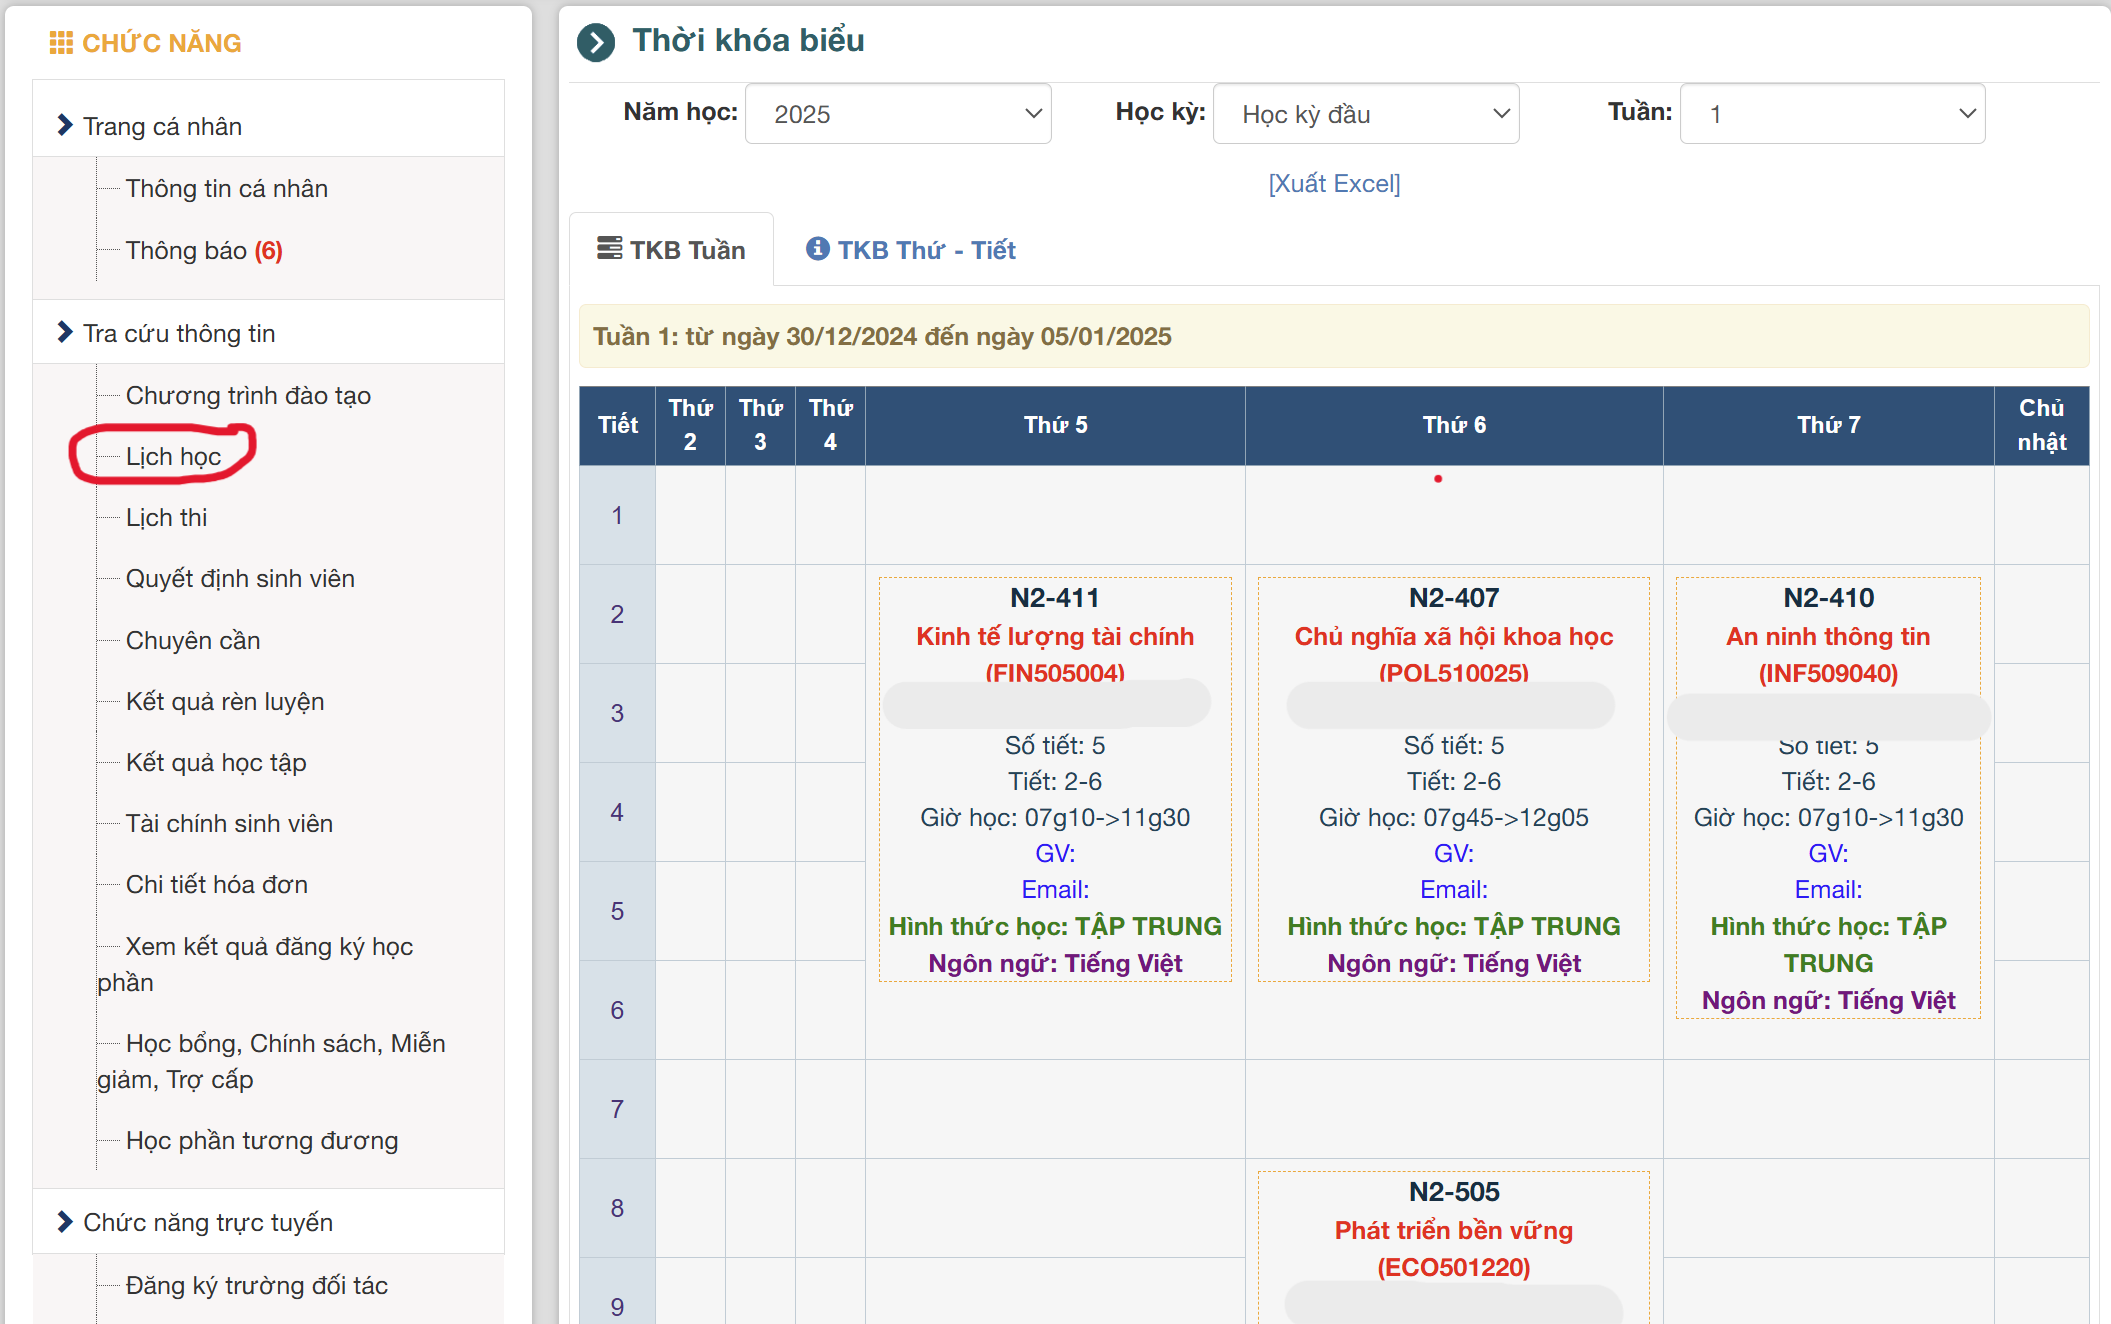 CHỨC NĂNG
Trang cá nhân
Thông tin cá nhân
Thông báo (6)
Tra cứu thông tin
Chương trình đào tạo
Lịch học
Lịch thi
Quyết định sinh viên
Chuyên cần
Kết quả rèn luyện
Kết quả học tập
Tài chính sinh viên
Chi tiết hóa đơn
Xem kết quả đăng ký học
phần
Học bổng, Chính sách, Miễn
giảm, Trợ cấp
Học phần tương đương
Chức năng trực tuyến
Đăng ký trường đối tác
Thời khóa biểu
Năm học: 2025 Học kỳ: Học kỳ đầu Tuần: 1
[Xuất Excel]
TKB Tuần TKB Thứ - Tiết
Tuần 1: từ ngày 30/12/2024 đến ngày 05/01/2025
Tiết Thứ 2 Thứ 3 Thứ 4 Thứ 5 Thứ 6 Thứ 7 Chủ nhật
1
2
3
4
5
6
7
8
9
N2-411
Kinh tế lượng tài chính
(FIN505004)
Số tiết: 5
Tiết: 2-6
Giờ học: 07g10->11g30
GV:
Email:
Hình thức học: TẬP TRUNG
Ngôn ngữ: Tiếng Việt
N2-407
Chủ nghĩa xã hội khoa học
(POL510025)
Số tiết: 5
Tiết: 2-6
Giờ học: 07g45->12g05
GV:
Email:
Hình thức học: TẬP TRUNG
Ngôn ngữ: Tiếng Việt
N2-410
An ninh thông tin
(INF509040)
Số tiết: 5
Tiết: 2-6
Giờ học: 07g10->11g30
GV:
Email:
Hình thức học: TẬP
TRUNG
Ngôn ngữ: Tiếng Việt
N2-505
Phát triển bền vững
(ECO501220)